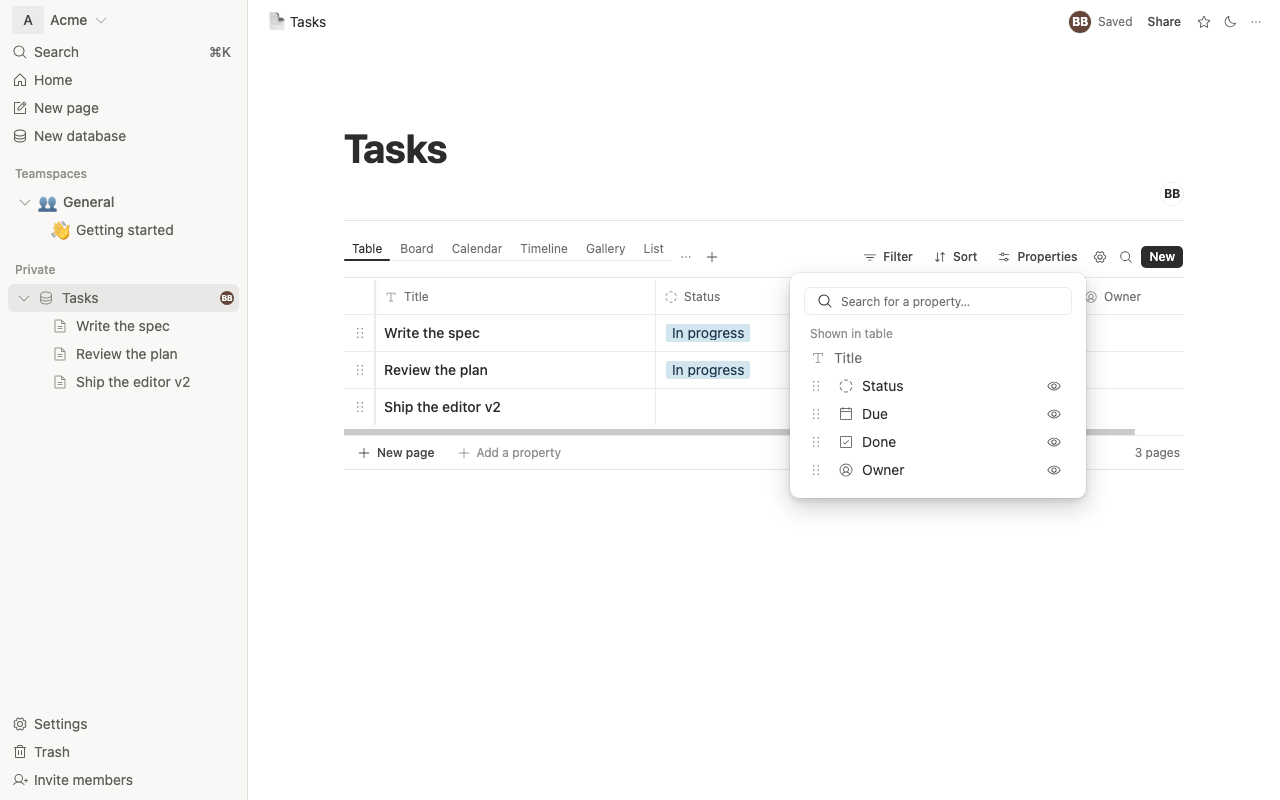 A Acme
Search ⌘K
Home
New page
New database
Teamspaces
General
Getting started
Private
Tasks BB
Write the spec
Review the plan
Ship the editor v2
Settings
Trash
Invite members
Tasks
BB Saved Share
Tasks
BB
Table Board Calendar Timeline Gallery List
Filter Sort Properties New
Title Status Owner
Write the spec In progress
Review the plan In progress
Ship the editor v2
New page Add a property 3 pages
Search for a property...
Shown in table
Title
Status
Due
Done
Owner